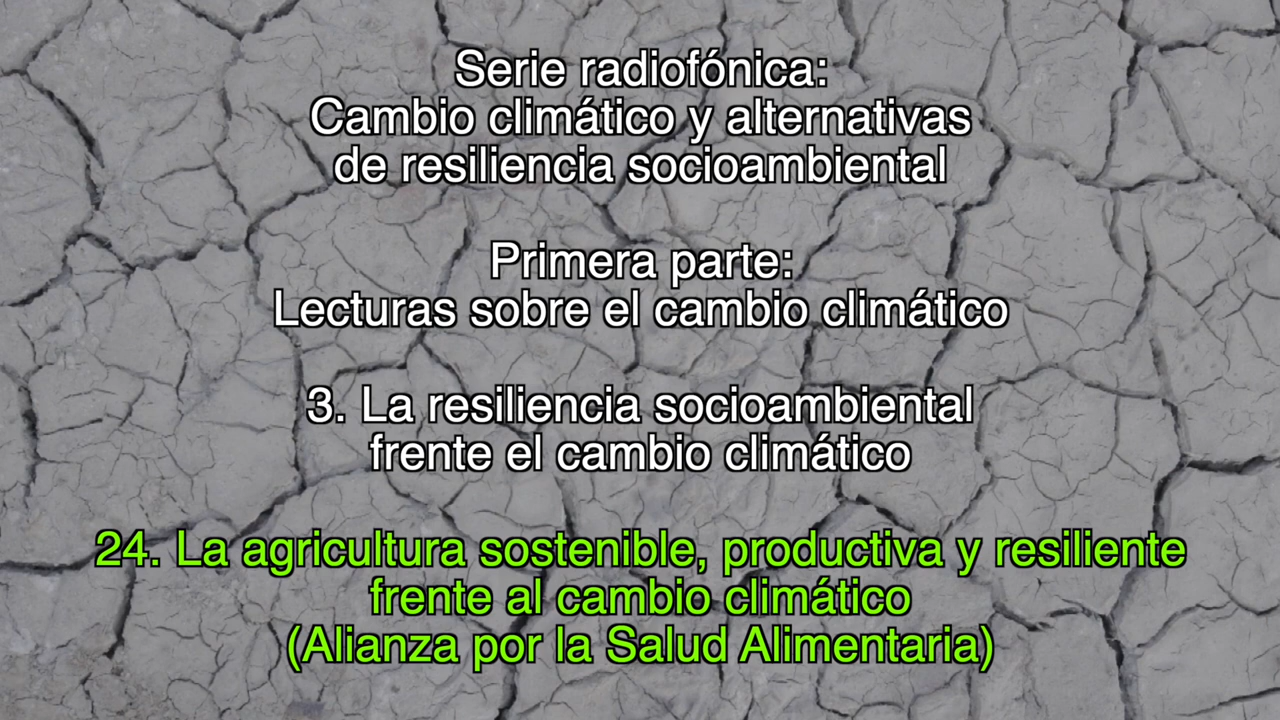 Serie radiofónica:
Cambio climático y alternativas
de resiliencia socioambiental
Primera parte:
Lecturas sobre el cambio climático
3. La resiliencia socioambiental
frente el cambio climático
24. La agricultura sostenible, productiva y resiliente
frente al cambio climático
(Alianza por la Salud Alimentaria)